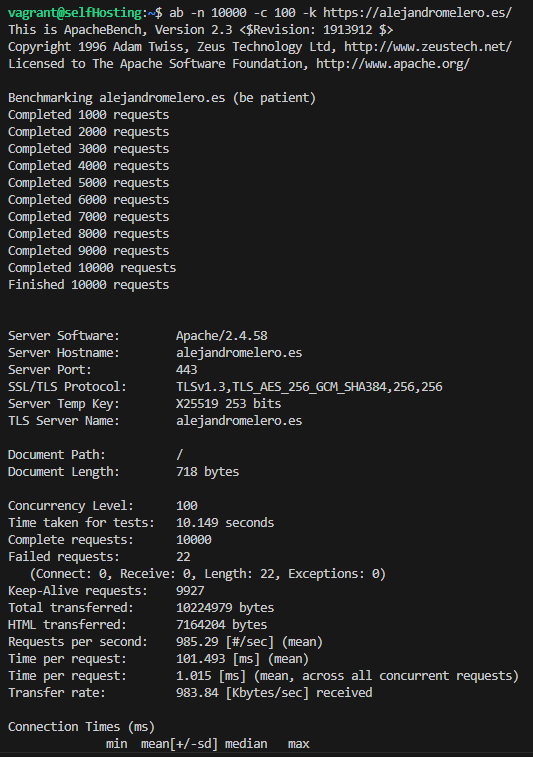 vagrant@selfHosting:~$ ab -n 10000 -c 100 -k https://alejandromelero.es/
This is ApacheBench, Version 2.3 <$Revision: 1913912 $>
Copyright 1996 Adam Twiss, Zeus Technology Ltd, http://www.zeustech.net/
Licensed to The Apache Software Foundation, http://www.apache.org/

Benchmarking alejandromelero.es (be patient)
Completed 1000 requests
Completed 2000 requests
Completed 3000 requests
Completed 4000 requests
Completed 5000 requests
Completed 6000 requests
Completed 7000 requests
Completed 8000 requests
Completed 9000 requests
Completed 10000 requests
Finished 10000 requests


Server Software:        Apache/2.4.58
Server Hostname:        alejandromelero.es
Server Port:            443
SSL/TLS Protocol:       TLSv1.3,TLS_AES_256_GCM_SHA384,256,256
Server Temp Key:        X25519 253 bits
TLS Server Name:        alejandromelero.es

Document Path:          /
Document Length:        718 bytes

Concurrency Level:      100
Time taken for tests:   10.149 seconds
Complete requests:      10000
Failed requests:        22
   (Connect: 0, Receive: 0, Length: 22, Exceptions: 0)
Keep-Alive requests:    9927
Total transferred:      10224979 bytes
HTML transferred:       7164204 bytes
Requests per second:    985.29 [#/sec] (mean)
Time per request:       101.493 [ms] (mean)
Time per request:       1.015 [ms] (mean, across all concurrent requests)
Transfer rate:          983.84 [Kbytes/sec] received

Connection Times (ms)
              min  mean[+/-sd] median   max